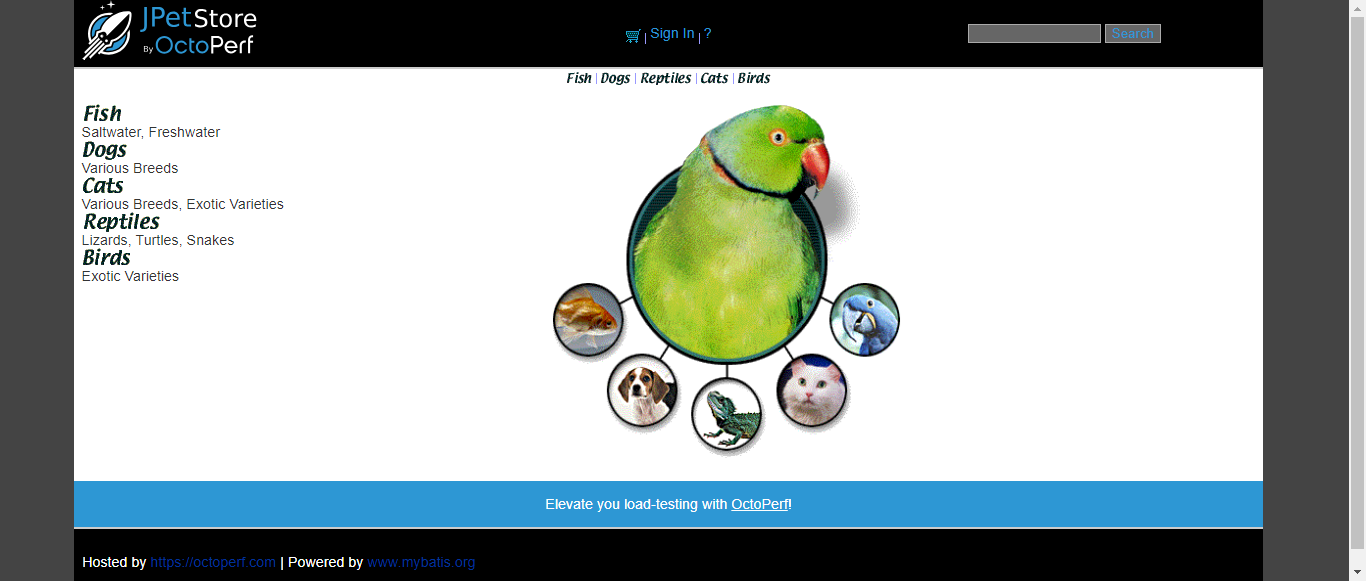 JPetStore
By OctoPerf
| Sign In | ?
Search
Fish | Dogs | Reptiles | Cats | Birds
Fish
Saltwater, Freshwater
Dogs
Various Breeds
Cats
Various Breeds, Exotic Varieties
Reptiles
Lizards, Turtles, Snakes
Birds
Exotic Varieties
Elevate you load-testing with OctoPerf!
Hosted by https://octoperf.com | Powered by www.mybatis.org